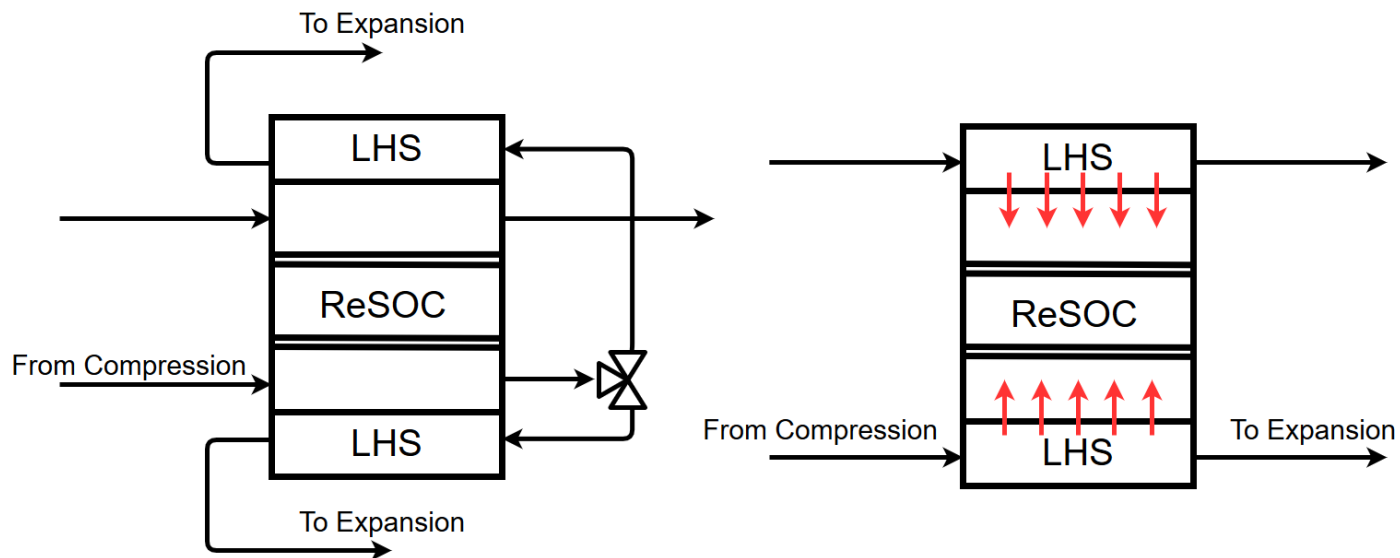 To Expansion
LHS
ReSOC
From Compression
LHS
To Expansion
LHS
ReSOC
From Compression
LHS
To Expansion